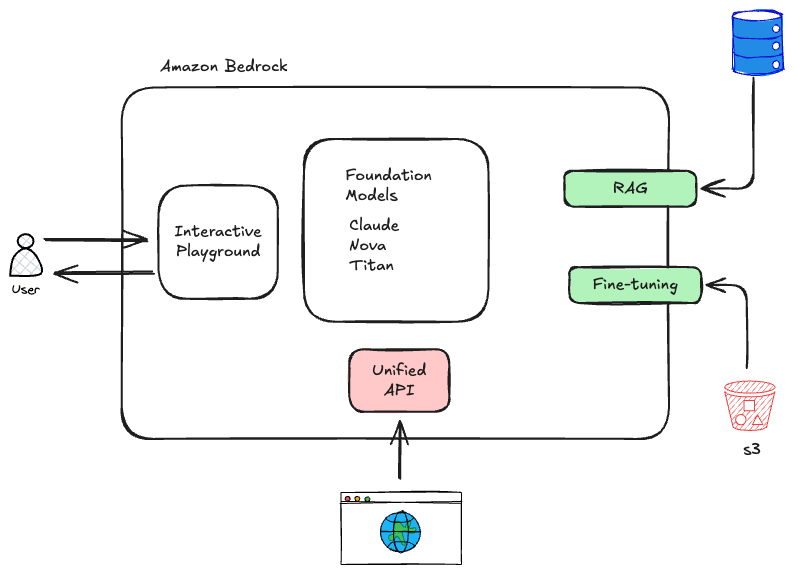 Amazon Bedrock
Foundation
Models
Claude
Nova
Titan
Interactive
Playground
RAG
Fine-tuning
User
Unified
API
s3